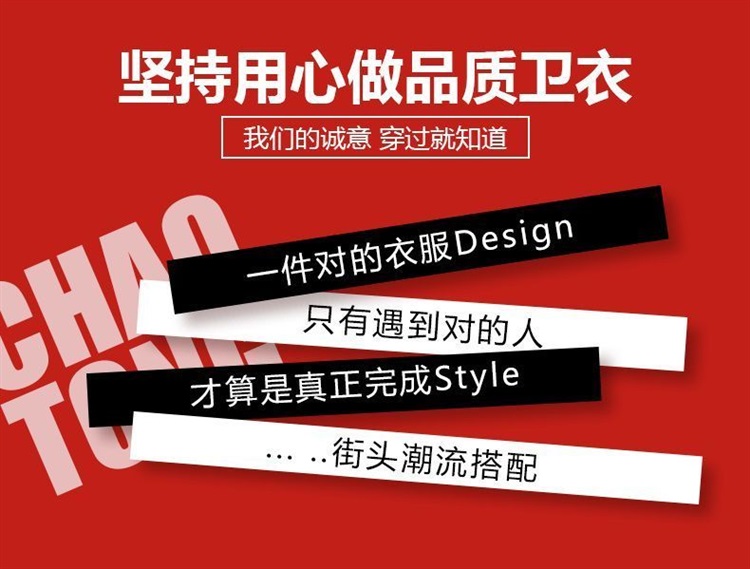 坚持用心做品质卫衣
我们的诚意 穿过就知道
CHAO
一件对的衣服Design
只有遇到对的人
才算是真正完成Style
... ..街头潮流搭配